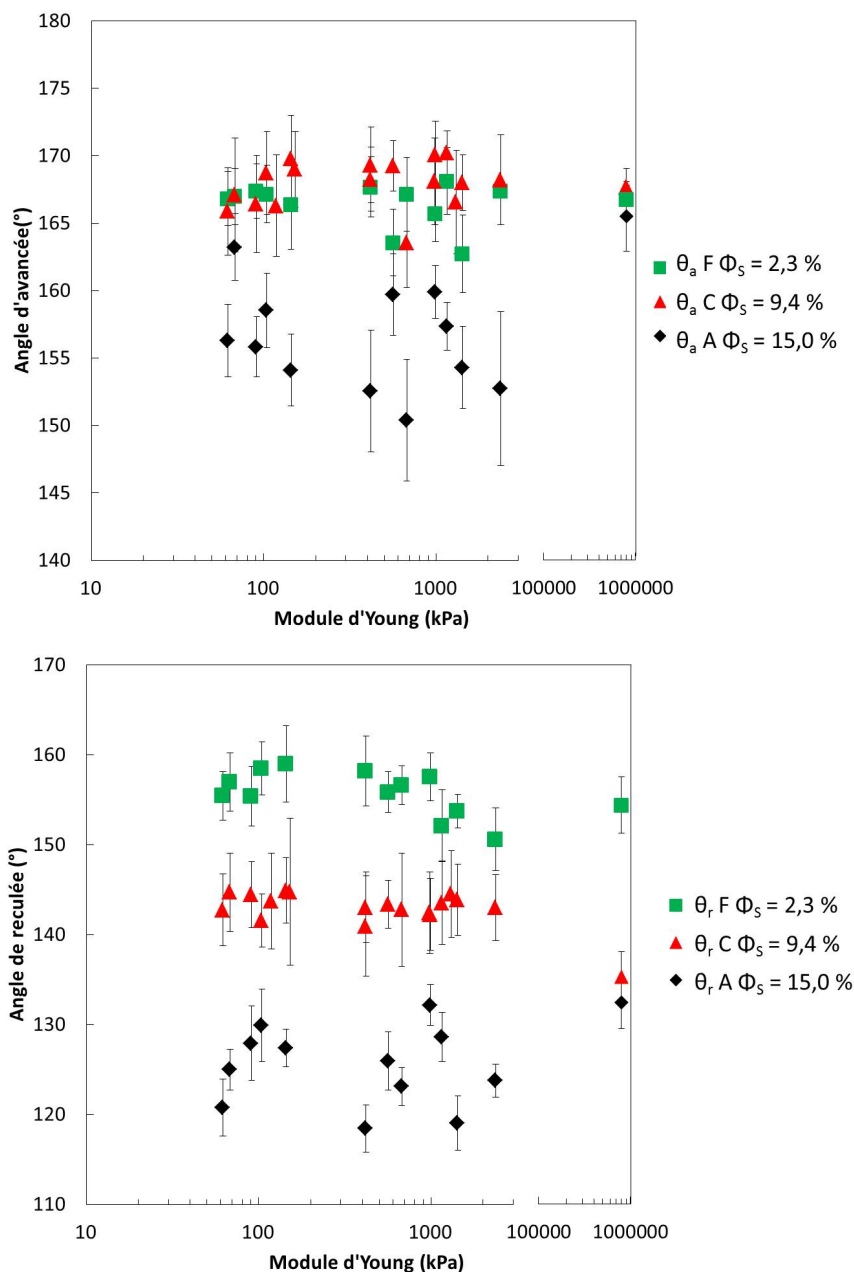 180
175
170
165
160
155
150
145
140
Angle d'avancée(°)
10 100 1000 100000 1000000
Module d'Young (kPa)
θa F ΦS = 2,3 %
θa C ΦS = 9,4 %
θa A ΦS = 15,0 %
170
160
150
140
130
120
110
Angle de reculée (°)
10 100 1000 100000 1000000
Module d'Young (kPa)
θr F ΦS = 2,3 %
θr C ΦS = 9,4 %
θr A ΦS = 15,0 %